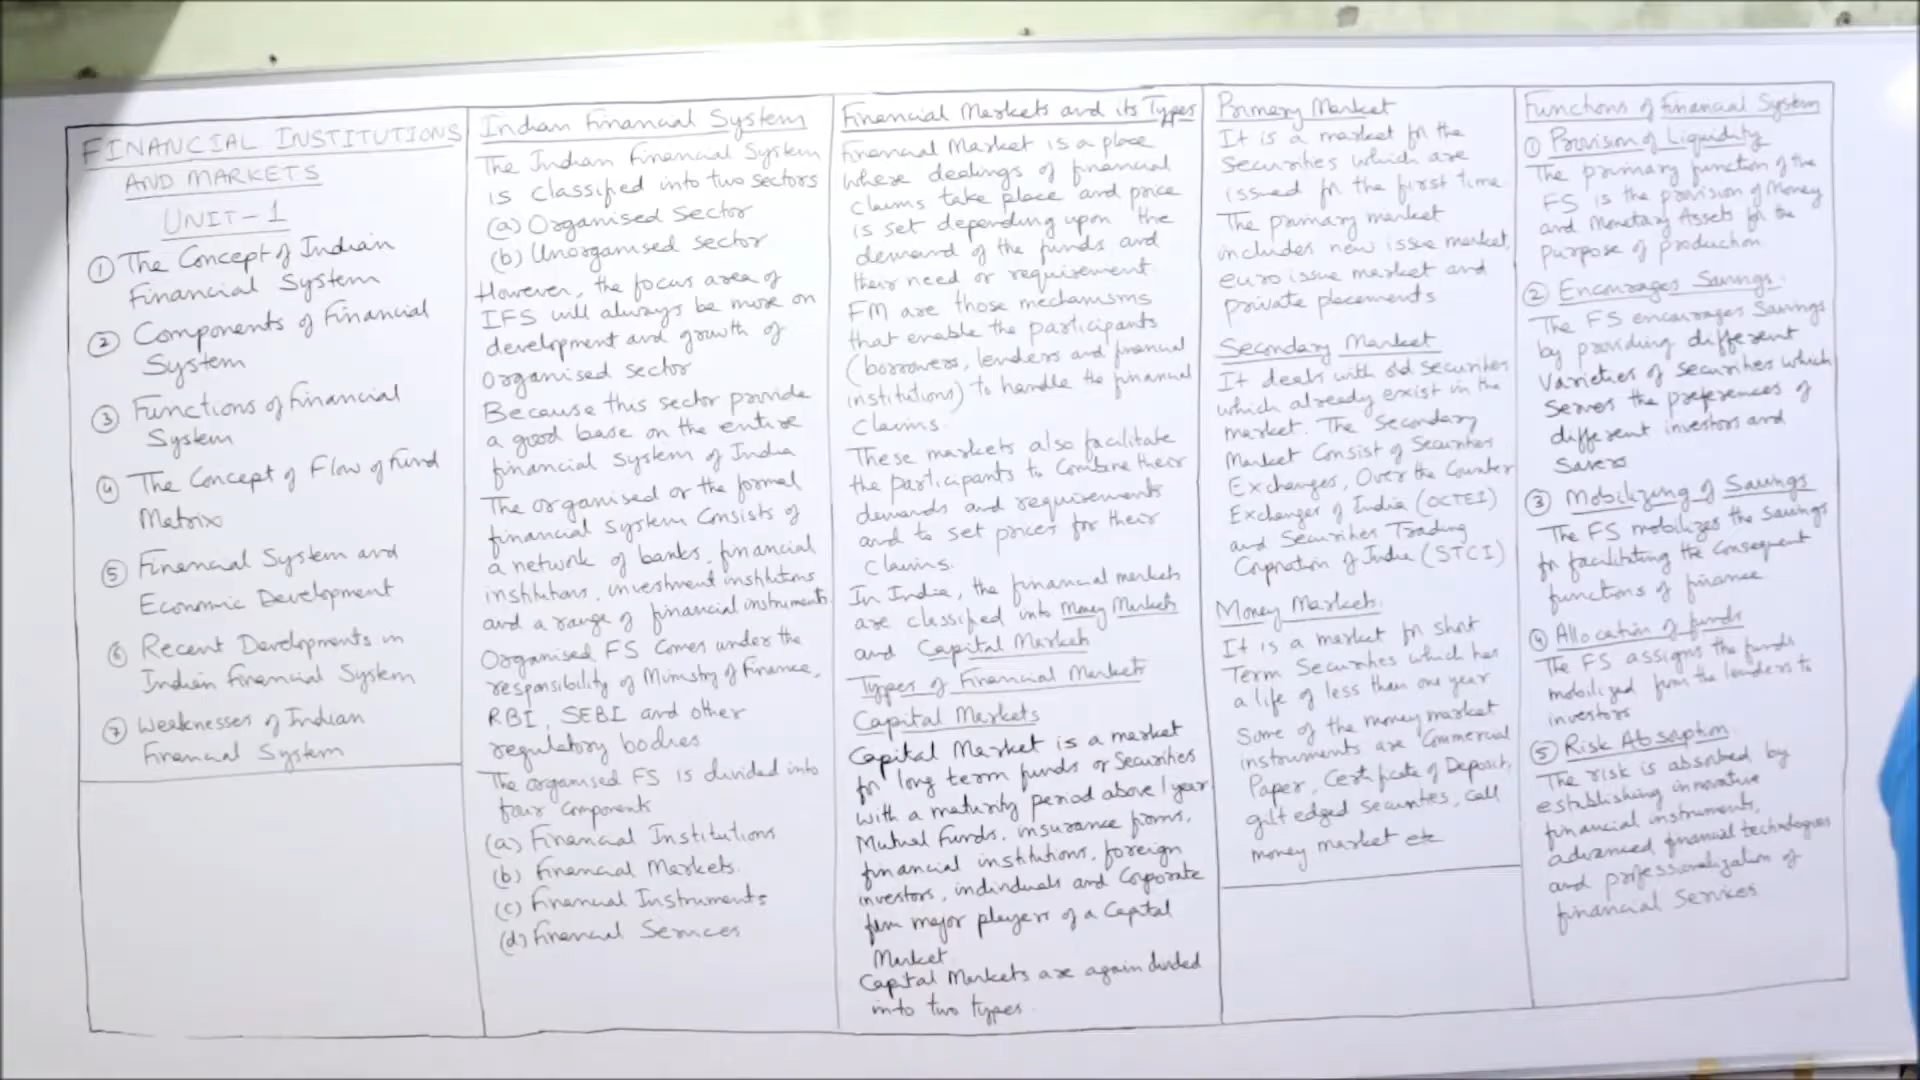 FINANCIAL INSTITUTIONS
AND MARKETS
UNIT-1
① The Concept of Indian
Financial System
② Components of Financial
System
③ Functions of Financial
System
④ The Concept of Flow of Fund
Matrix
⑤ Financial System and
Economic Development
⑥ Recent Developments in
Indian Financial System
⑦ Weaknesses of Indian
Financial System
Indian Financial System
The Indian Financial System
is classified into two sectors
(a) Organised Sector
(b) Unorganised Sector
However, the focus area of
IFS will always be more on
development and growth of
Organised sector
Because this sector provide
a good base on the entire
financial system of India
The organised or the formal
financial system consists of
a network of banks, financial
institutions, investment institutions
and a range of financial instruments
Organised FS comes under the
responsibility of Ministry of Finance,
RBI, SEBI and other
regulatory bodies
The organised FS is divided into
four components
(a) Financial Institutions
(b) Financial Markets.
(c) Financial Instruments
(d) Financial Services
Financial Markets and its Types
Financial Market is a place
where dealings of financial
claims take place and price
is set depending upon the
demand of the funds and
their need or requirement
FM are those mechanisms
that enable the participants
(borrowers, lenders and financial
institutions) to handle the financial
claims.
These markets also facilitate
the participants to combine their
demands and requirements
and to set prices for their
claims.
In India, the financial markets
are classified into Money Markets
and Capital Markets
Types of Financial Markets
Capital Markets
Capital Market is a market
for long term funds or Securities
with a maturity period above 1 year
Mutual Funds, insurance firms,
financial institutions, foreign
investors, individuals and Corporate
firm major players of a Capital
Market
Capital Markets are again divided
into two types
Primary Market
It is a market for the
securities which are
issued for the first time
The primary market
includes new issue market,
euro issue market and
private placements
Secondary Market
It deals with old securities
which already exist in the
market. The Secondary
Market Consist of Securities
Exchanges, Over the Counter
Exchanges of India (OCTEI)
and Securities Trading
Corporation of India (STCI)
Money Markets
It is a market for short
Term Securities which has
a life of less than one year
Some of the money market
instruments are Commercial
Paper, Certificate of Deposit,
gilt edged securities, call
money market etc
Functions of Financial System
① Provision of Liquidity
The primary function of the
FS is the provision of Money
and Monetary Assets for the
purpose of production
② Encourages Savings
The FS encourages Savings
by providing different
Varieties of Securities which
Serves the preferences of
different investors and
Savers
③ Mobilizing of Savings
The FS mobilizes the savings
for facilitating the consequent
functions of finance
④ Allocation of funds
The FS assigns the funds
mobilized from the lenders to
investors
⑤ Risk Absorption
The risk is absorbed by
establishing innovative
financial instruments,
advanced financial technologies
and professionalization of
financial Services